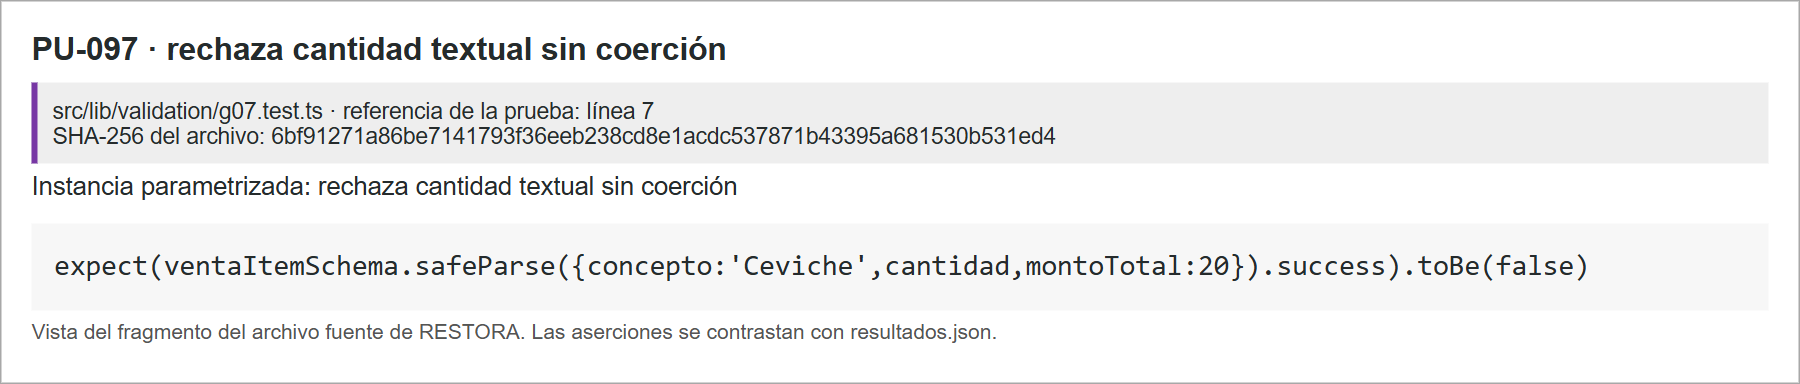 PU-097 · rechaza cantidad textual sin coerción
src/lib/validation/g07.test.ts · referencia de la prueba: línea 7
SHA-256 del archivo: 6bf91271a86be7141793f36eeb238cd8e1acdc537871b43395a681530b531ed4
Instancia parametrizada: rechaza cantidad textual sin coerción
expect(ventaItemSchema.safeParse({concepto:'Ceviche',cantidad,montoTotal:20}).success).toBe(false)
Vista del fragmento del archivo fuente de RESTORA. Las aserciones se contrastan con resultados.json.